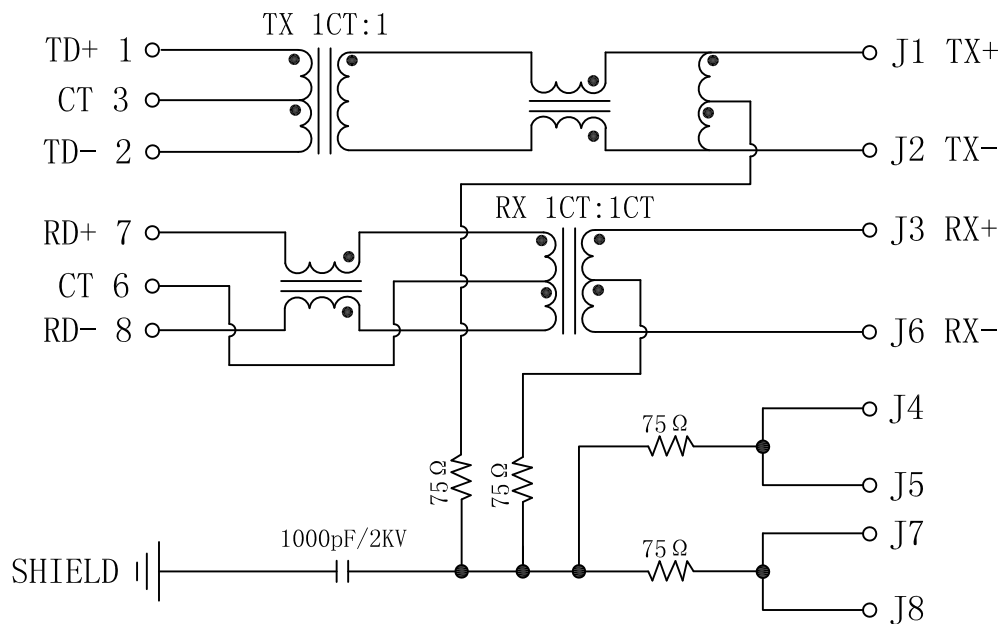 TX 1CT:1
TD+ 1
CT 3
TD- 2
J1 TX+
J2 TX-
RX 1CT:1CT
RD+ 7
CT 6
RD- 8
J3 RX+
J6 RX-
J4
75Ω
J5
75Ω
75Ω
J7
1000pF/2KV
75Ω
SHIELD
J8